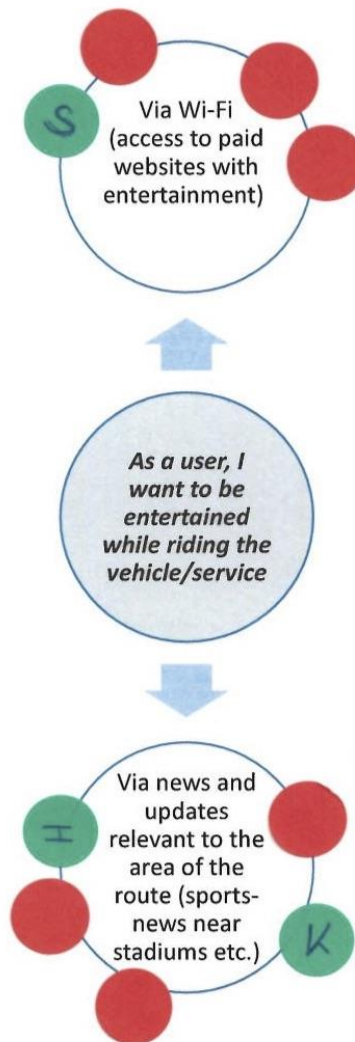 S
Via Wi-Fi
(access to paid
websites with
entertainment)
As a user, I
want to be
entertained
while riding the
vehicle/service
Via news and
updates
relevant to the
area of the
route (sports-
news near
stadiums etc.)
H
K